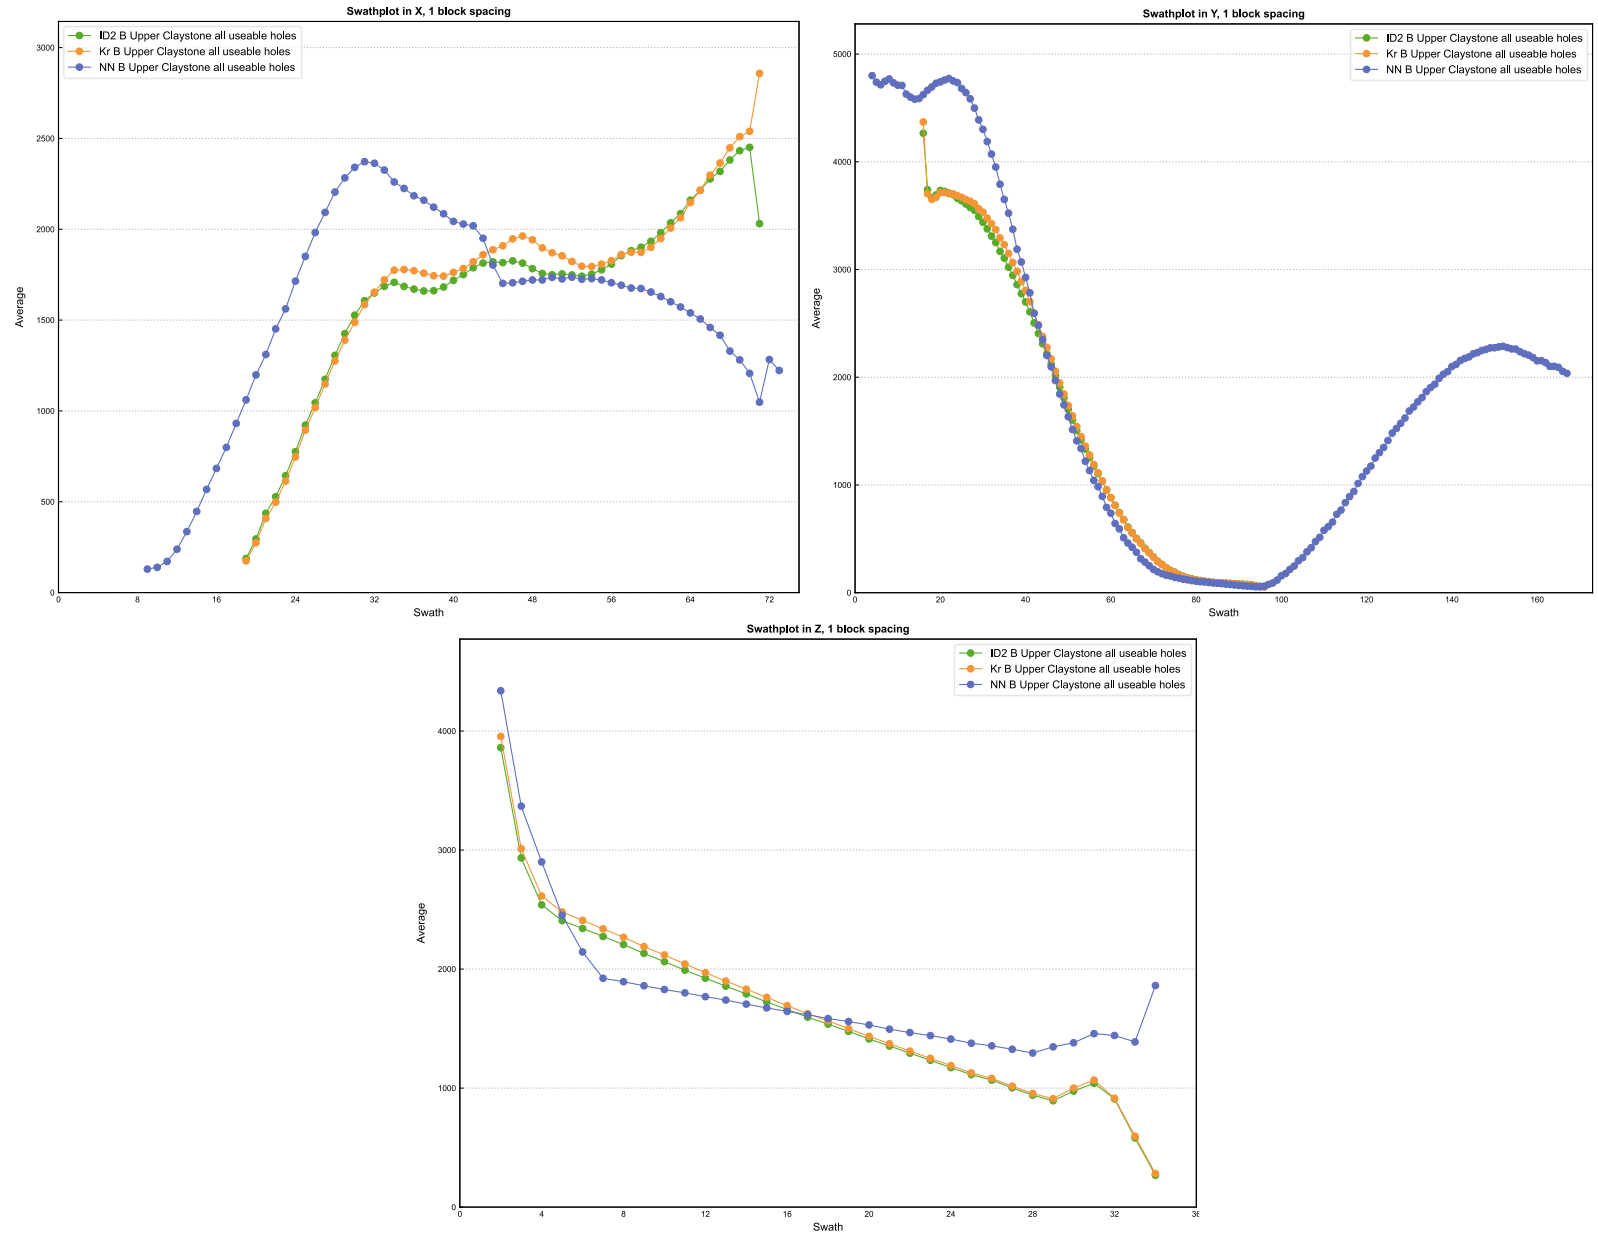 Swathplot in X, 1 block spacing
ID2 B Upper Claystone all useable holes
Kr B Upper Claystone all useable holes
NN B Upper Claystone all useable holes
3000
2500
2000
1500
1000
500
0
Average
0 8 16 24 32 40 48 56 64 72
Swath
Swathplot in Y, 1 block spacing
ID2 B Upper Claystone all useable holes
Kr B Upper Claystone all useable holes
NN B Upper Claystone all useable holes
5000
4000
3000
2000
1000
0
Average
0 20 40 60 80 100 120 140 160
Swath
Swathplot in Z, 1 block spacing
ID2 B Upper Claystone all useable holes
Kr B Upper Claystone all useable holes
NN B Upper Claystone all useable holes
4000
3000
2000
1000
0
Average
0 4 8 12 16 20 24 28 32 36
Swath